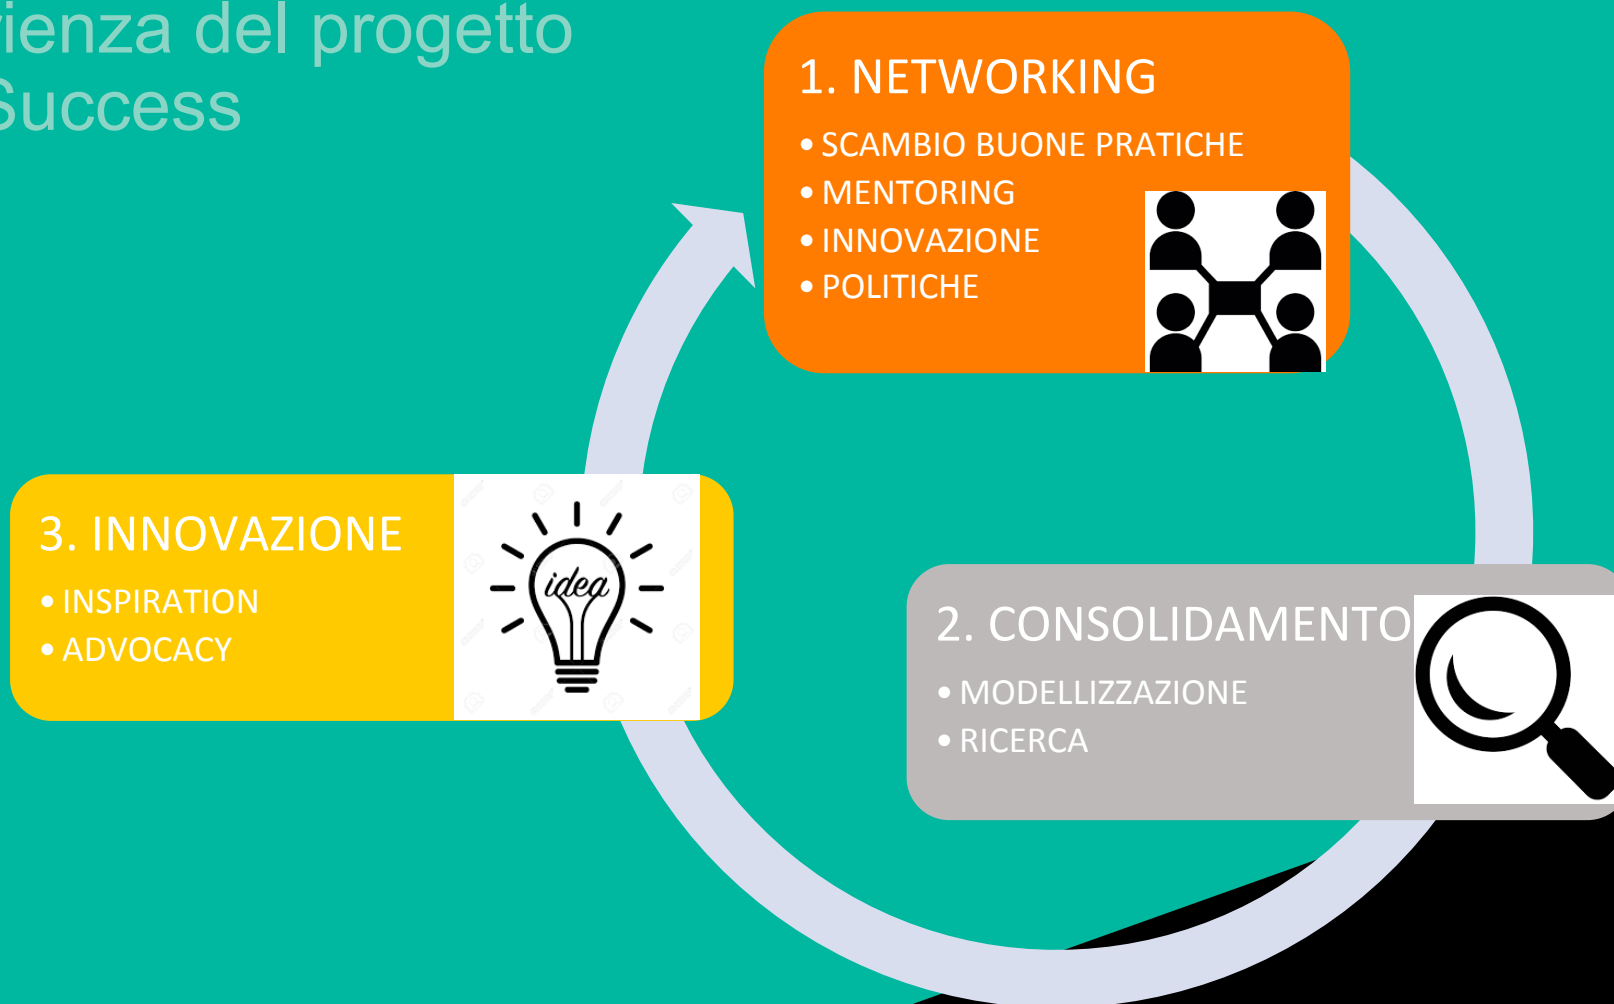 rienza del progetto
Success
1. NETWORKING
• SCAMBIO BUONE PRATICHE
• MENTORING
• INNOVAZIONE
• POLITICHE
3. INNOVAZIONE
• INSPIRATION
• ADVOCACY
idea
2. CONSOLIDAMENTO
• MODELLIZZAZIONE
• RICERCA